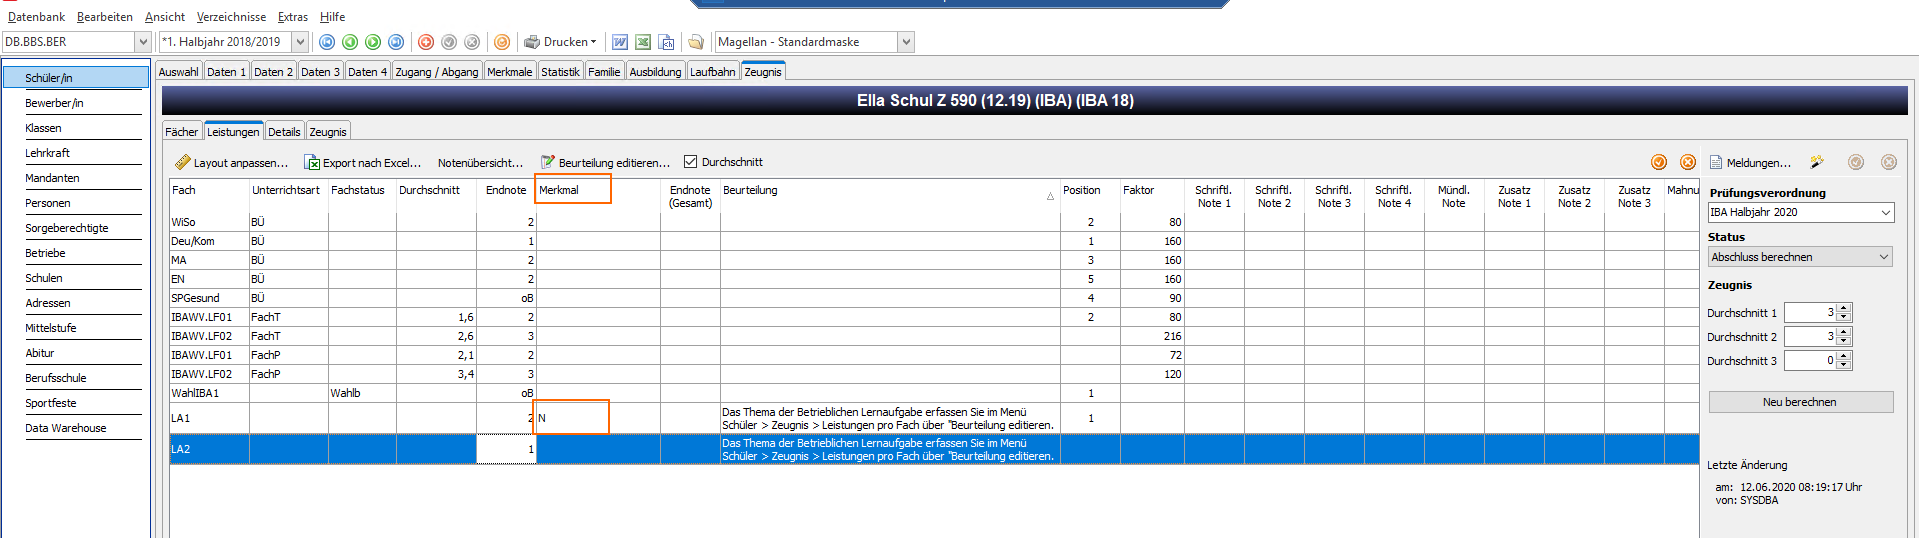 Datenbank Bearbeiten Ansicht Verzeichnisse Extras Hilfe
DB.BBS.BER *1. Halbjahr 2018/2019 Drucken Magellan - Standardmaske
Schüler/in
Bewerber/in
Klassen
Lehrkraft
Mandanten
Personen
Sorgeberechtigte
Betriebe
Schulen
Adressen
Mittelstufe
Abitur
Berufsschule
Sportfeste
Data Warehouse
Auswahl Daten 1 Daten 2 Daten 3 Daten 4 Zugang / Abgang Merkmale Statistik Familie Ausbildung Laufbahn Zeugnis
Ella Schul Z 590 (12.19) (IBA) (IBA 18)
Fächer Leistungen Details Zeugnis
Layout anpassen... Export nach Excel... Notenübersicht... Beurteilung editieren... Durchschnitt
Fach Unterrichtsart Fachstatus Durchschnitt Endnote Merkmal Endnote (Gesamt) Beurteilung Position Faktor Schriftl. Note 1 Schriftl. Note 2 Schriftl. Note 3 Schriftl. Note 4 Mündl. Note Zusatz Note 1 Zusatz Note 2 Zusatz Note 3 Mahnu
WiSo BÜ 2 2 80
Deu/Kom BÜ 1 1 160
MA BÜ 2 3 160
EN BÜ 2 5 160
SPGesund BÜ oB 4 90
IBAWV.LF01 FachT 1,6 2 2 80
IBAWV.LF02 FachT 2,6 3 216
IBAWV.LF01 FachP 2,1 2 72
IBAWV.LF02 FachP 3,4 3 120
WahlIBA1 Wahlb oB 1
LA1 2 N Das Thema der Betrieblichen Lernaufgabe erfassen Sie im Menü 1
Schüler > Zeugnis > Leistungen pro Fach über "Beurteilung editieren.
LA2 1 Das Thema der Betrieblichen Lernaufgabe erfassen Sie im Menü
Schüler > Zeugnis > Leistungen pro Fach über "Beurteilung editieren.
Meldungen...
Prüfungsverordnung
IBA Halbjahr 2020
Status
Abschluss berechnen
Zeugnis
Durchschnitt 1 3
Durchschnitt 2 3
Durchschnitt 3 0
Neu berechnen
Letzte Änderung
am: 12.06.2020 08:19:17 Uhr
von: SYSDBA